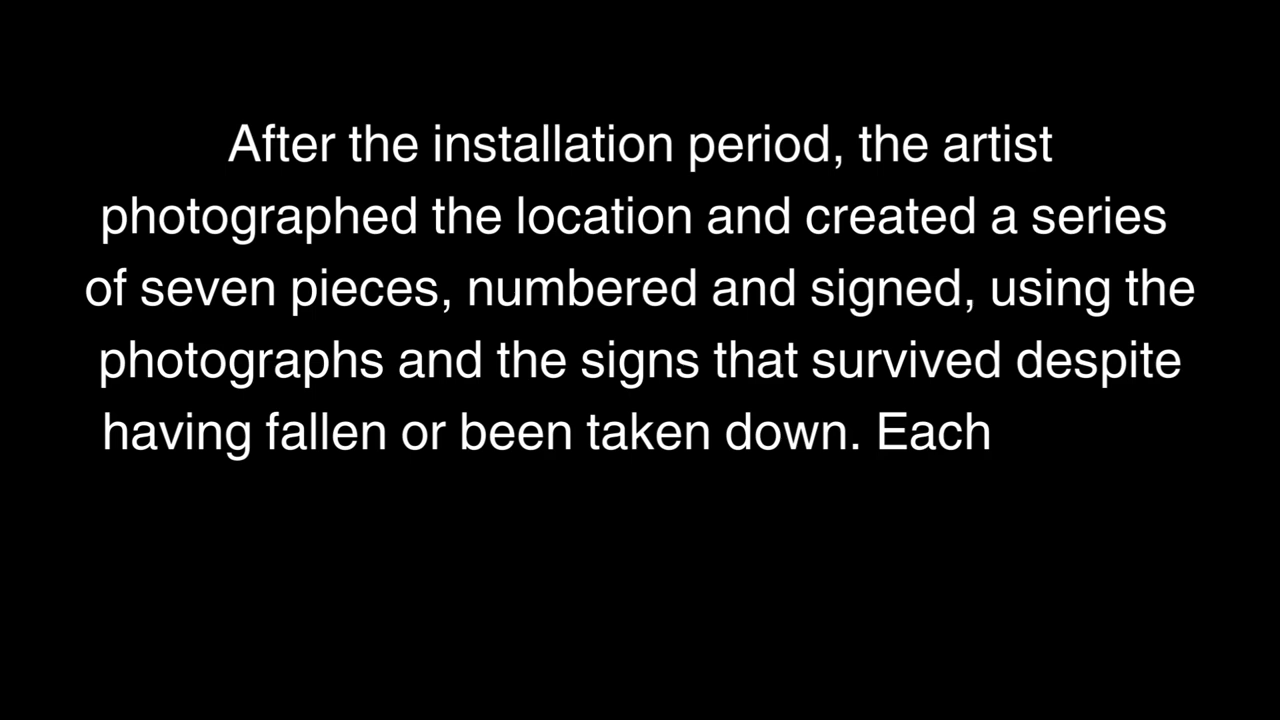 After the installation period, the artist
photographed the location and created a series
of seven pieces, numbered and signed, using the
photographs and the signs that survived despite
having fallen or been taken down. Each